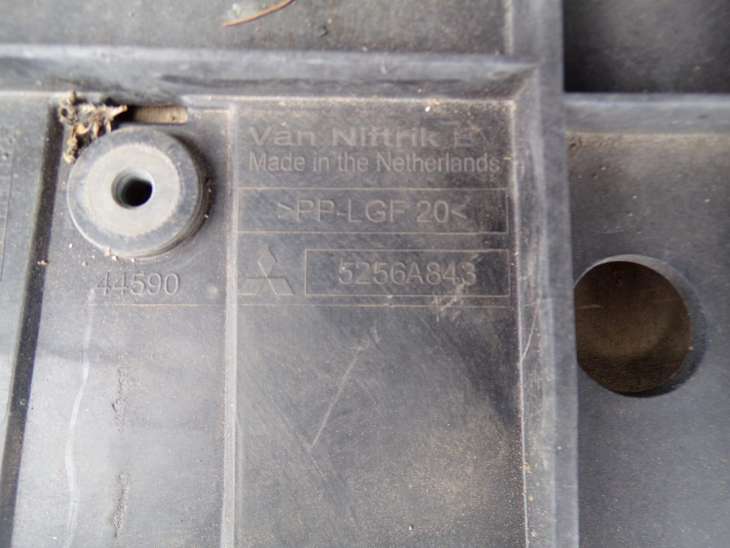 Van Niftrik
Made in the Netherlands
>PP-LGF 20<
5256A843
44590